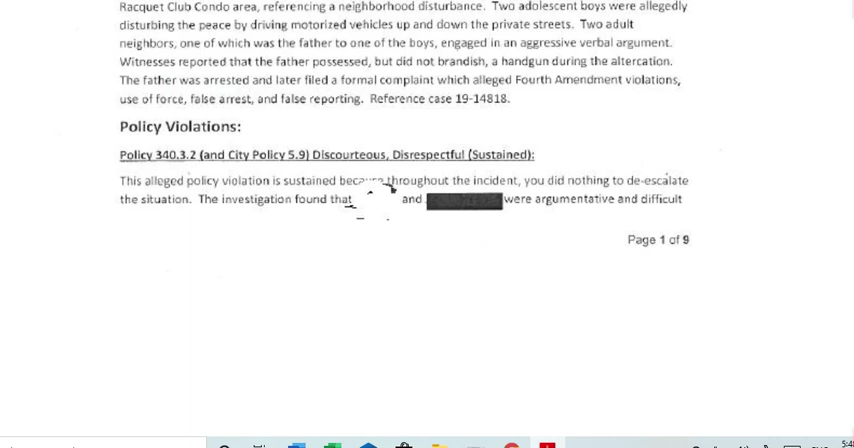 Racquet Club Condo area, referencing a neighborhood disturbance. Two adolescent boys were allegedly
disturbing the peace by driving motorized vehicles up and down the private streets. Two adult
neighbors, one of which was the father to one of the boys, engaged in an aggressive verbal argument.
Witnesses reported that the father possessed, but did not brandish, a handgun during the altercation.
The father was arrested and later filed a formal complaint which alleged Fourth Amendment violations,
use of force, false arrest, and false reporting. Reference case 19-14818.
Policy Violations:
Policy 340.3.2 (and City Policy 5.9) Discourteous, Disrespectful (Sustained):
This alleged policy violation is sustained because throughout the incident, you did nothing to de-escalate
the situation. The investigation found that and were argumentative and difficult
Page 1 of 9